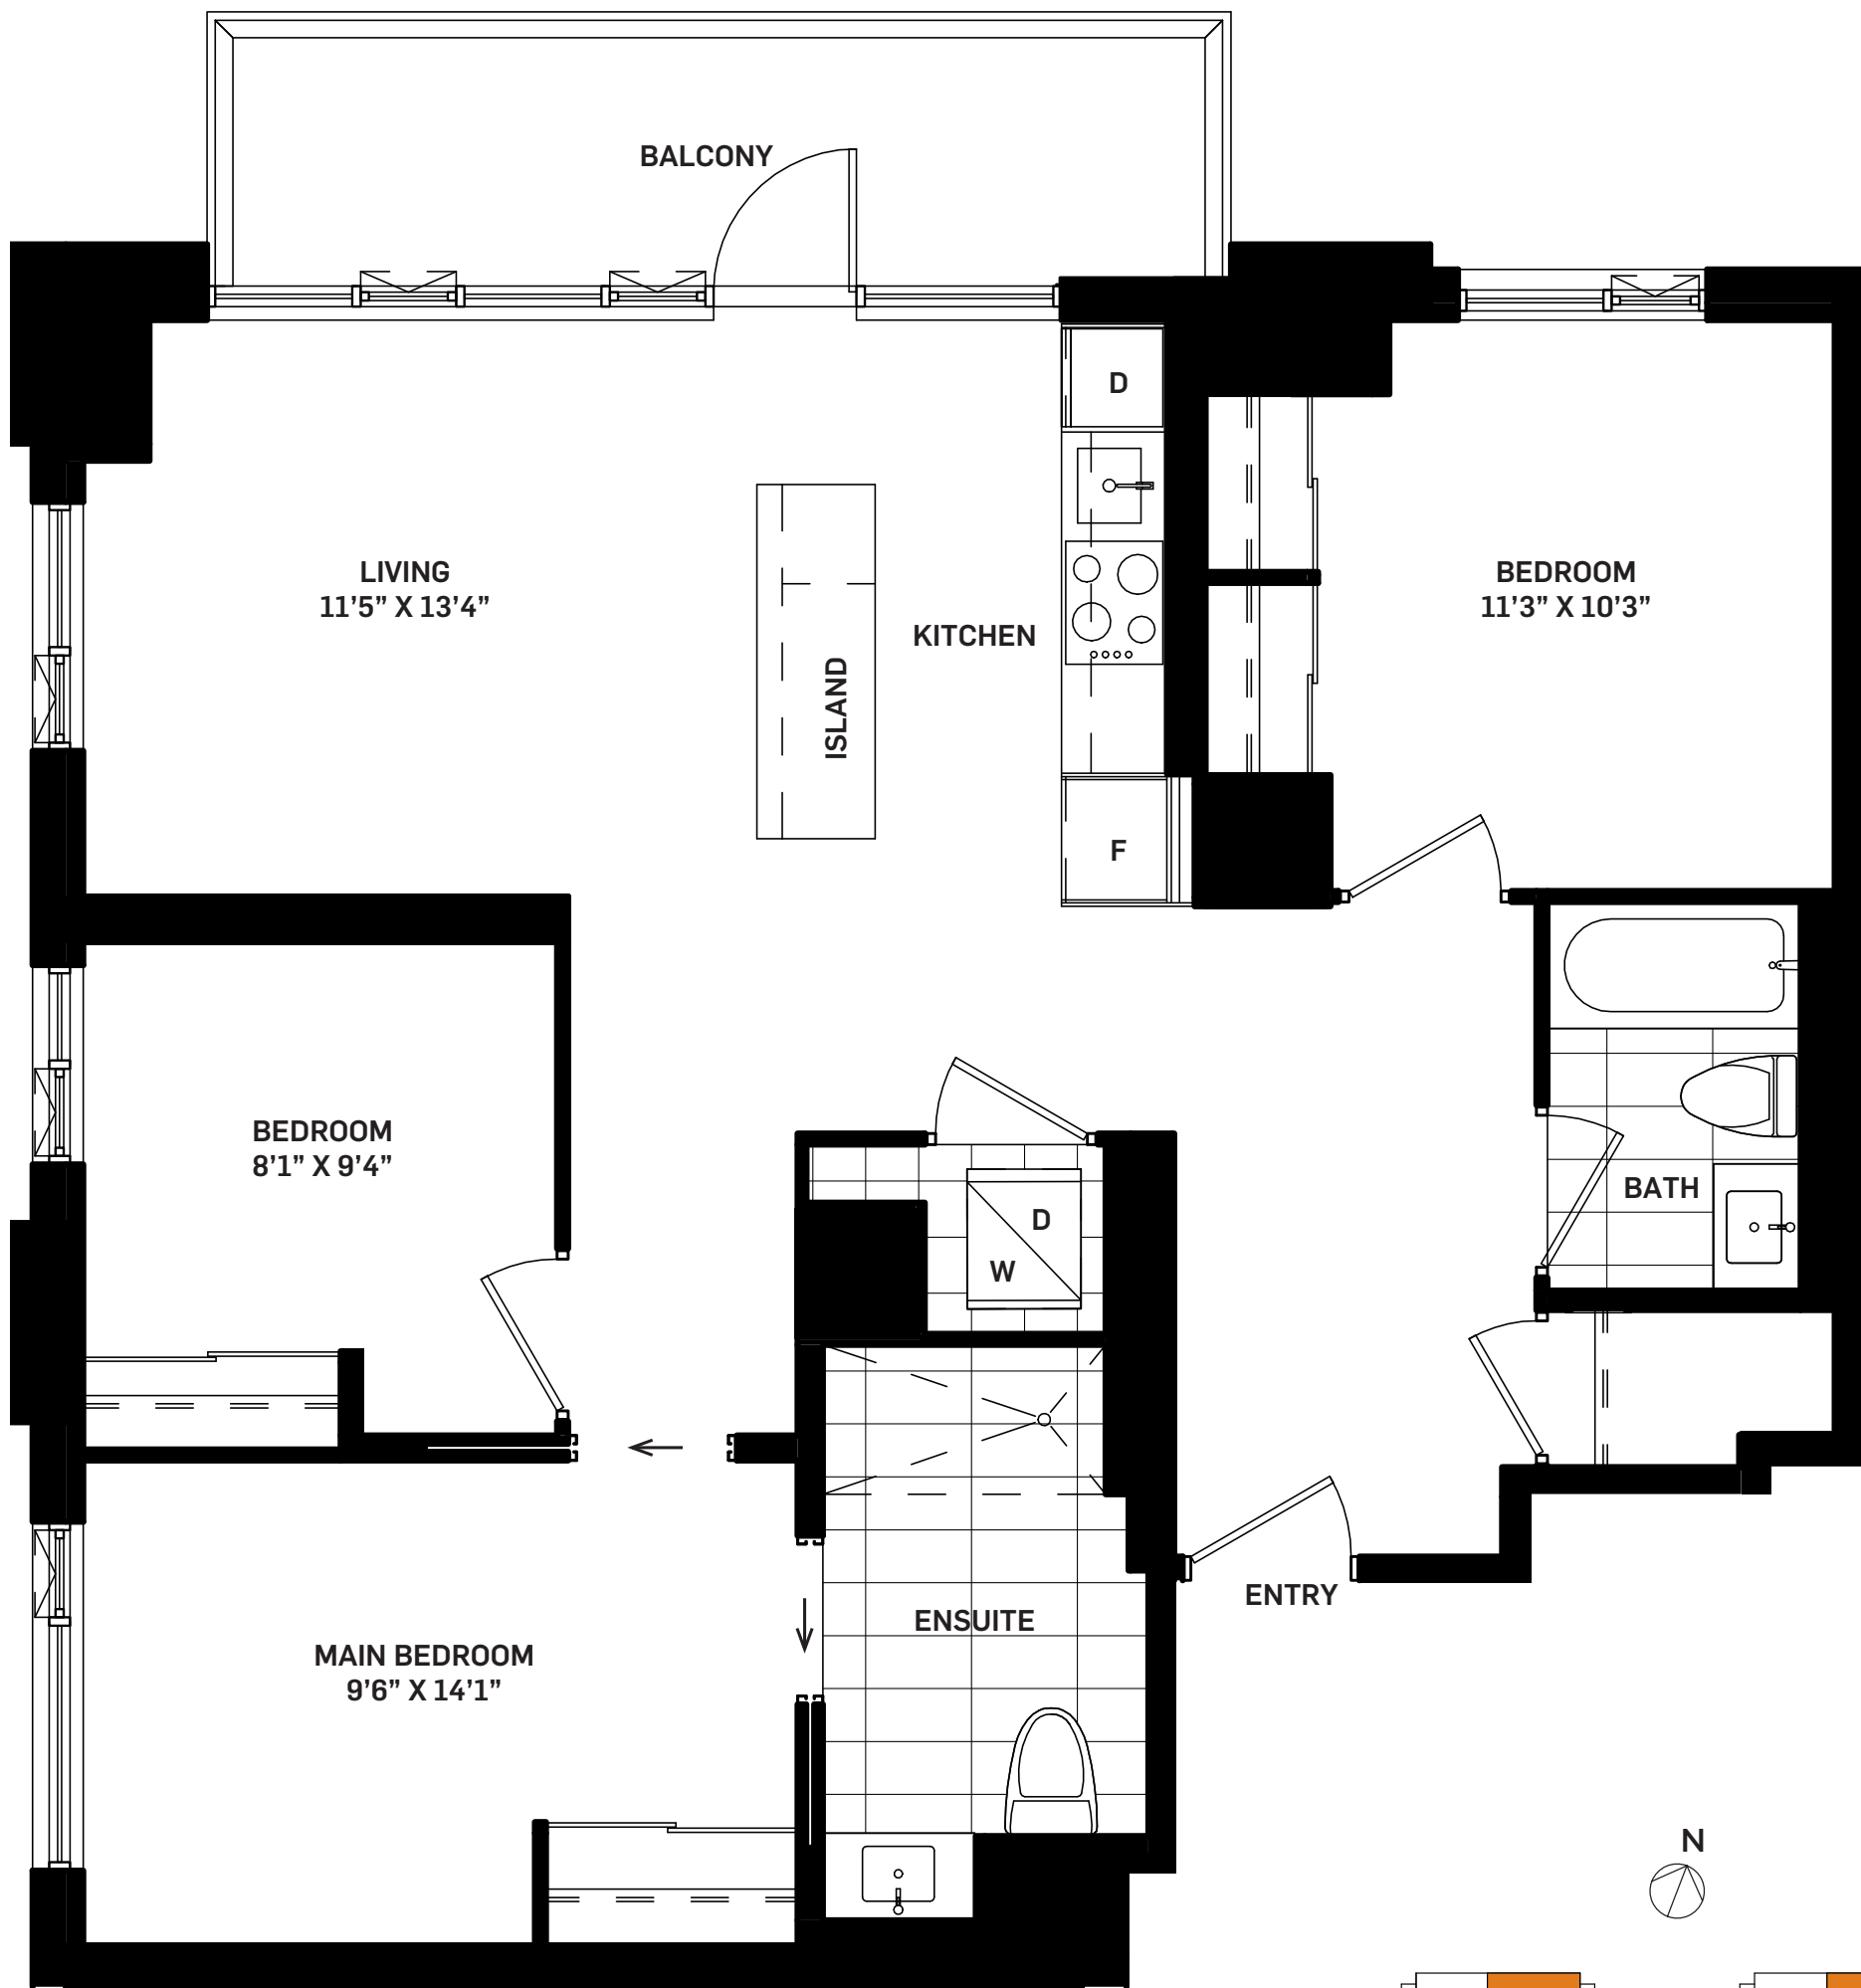 BALCONY
D
LIVING
11’5” X 13’4”
BEDROOM
11’3” X 10’3”
KITCHEN
ISLAND
F
BEDROOM
8’1” X 9’4”
BATH
D
W
ENTRY
ENSUITE
MAIN BEDROOM
9’6” X 14’1”
N